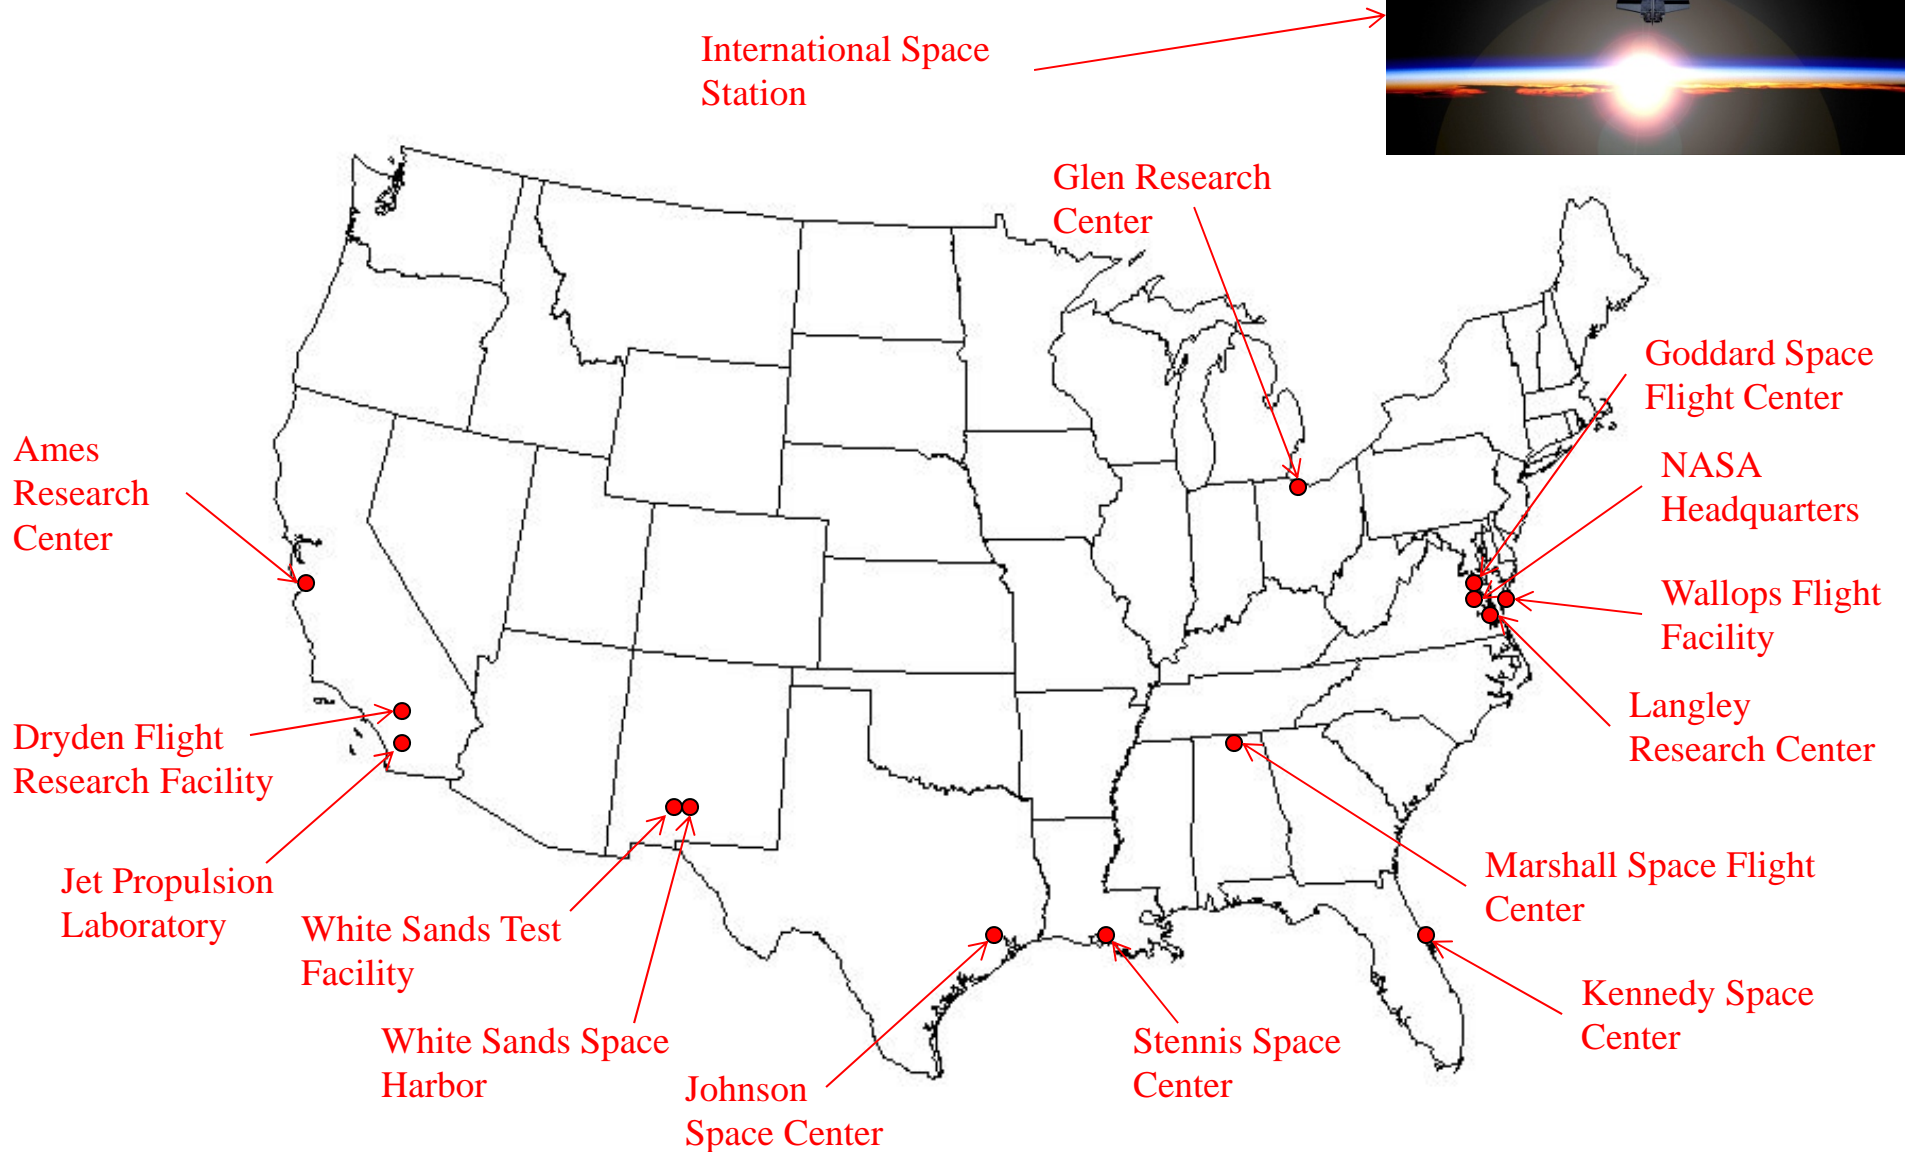 International Space
Station
Glen Research
Center
Goddard Space
Flight Center
Ames
Research
Center
NASA
Headquarters
Wallops Flight
Facility
Langley
Research Center
Dryden Flight
Research Facility
Jet Propulsion
Laboratory
White Sands Test
Facility
Marshall Space Flight
Center
Kennedy Space
Center
White Sands Space
Harbor
Johnson
Space Center
Stennis Space
Center